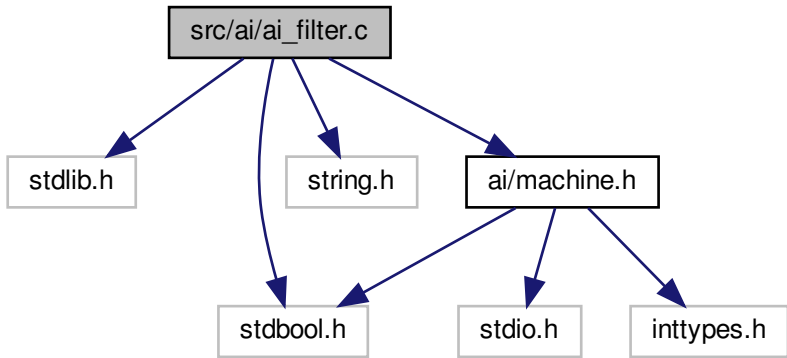 src/ai/ai_filter.c
stdlib.h
string.h
ai/machine.h
stdbool.h
stdio.h
inttypes.h